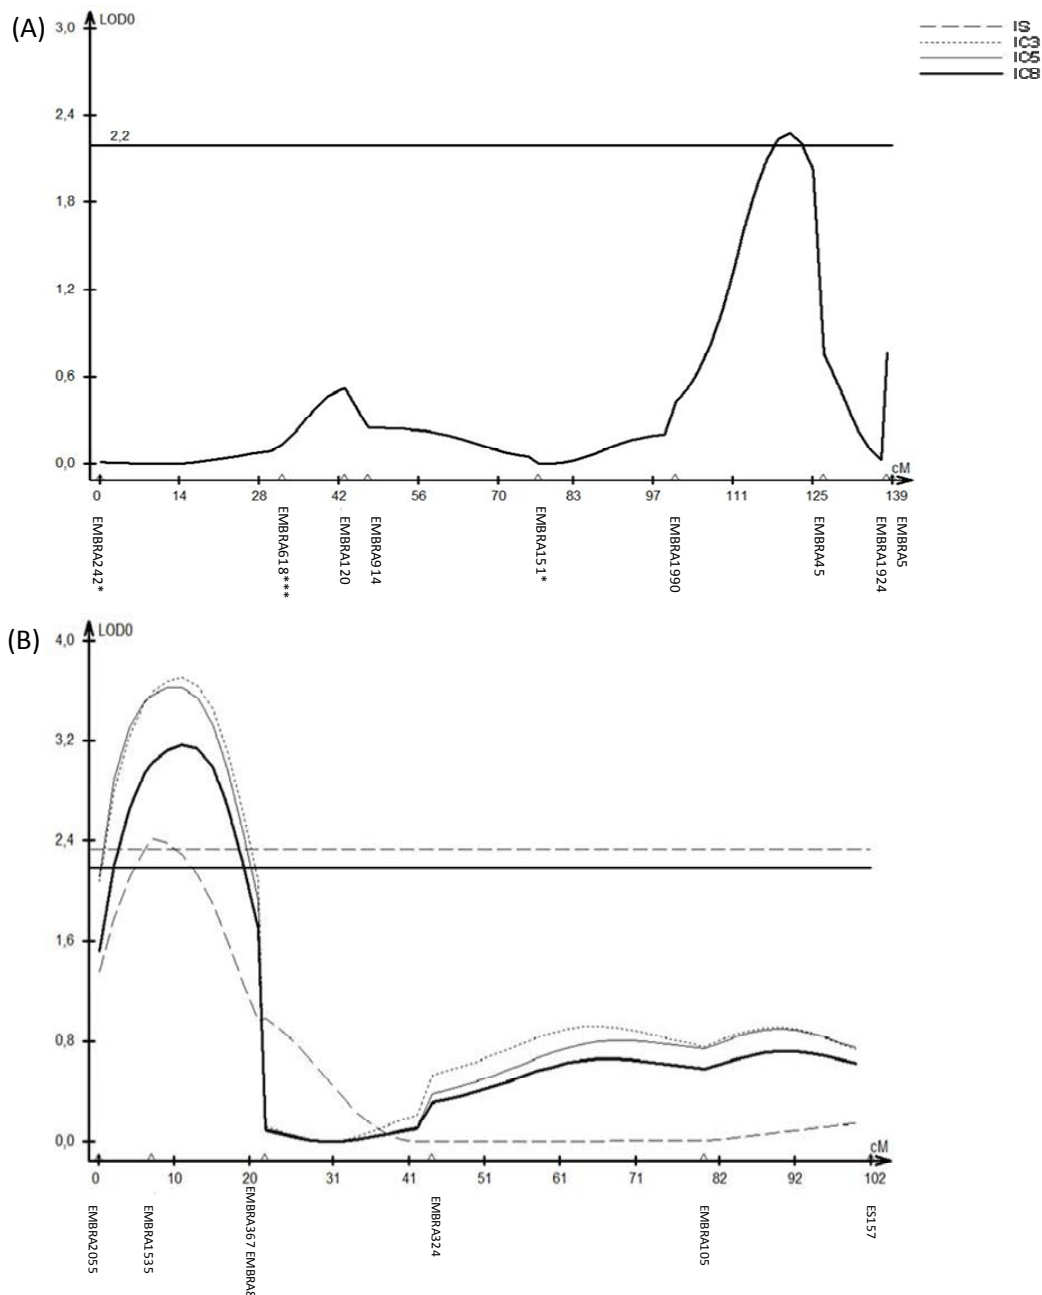 (A)
LOD0
3,0
2,4
2,2
1,8
1,2
0,6
0,0
cM
0 14 28 42 56 70 83 97 111 125 139
EMBRA242* EMBRA618*** EMBRA120 EMBRA914 EMBRA151* EMBRA1990 EMBRA45 EMBRA1924 EMBRA5
IS
IC3
IC5
IC8
(B)
LOD0
4,0
3,2
2,4
1,6
0,8
0,0
cM
0 10 20 31 41 51 61 71 82 92 102
EMBRA2055 EMBRA1535 EMBRA367 EMBRA8 EMBRA324 EMBRA105 ES157